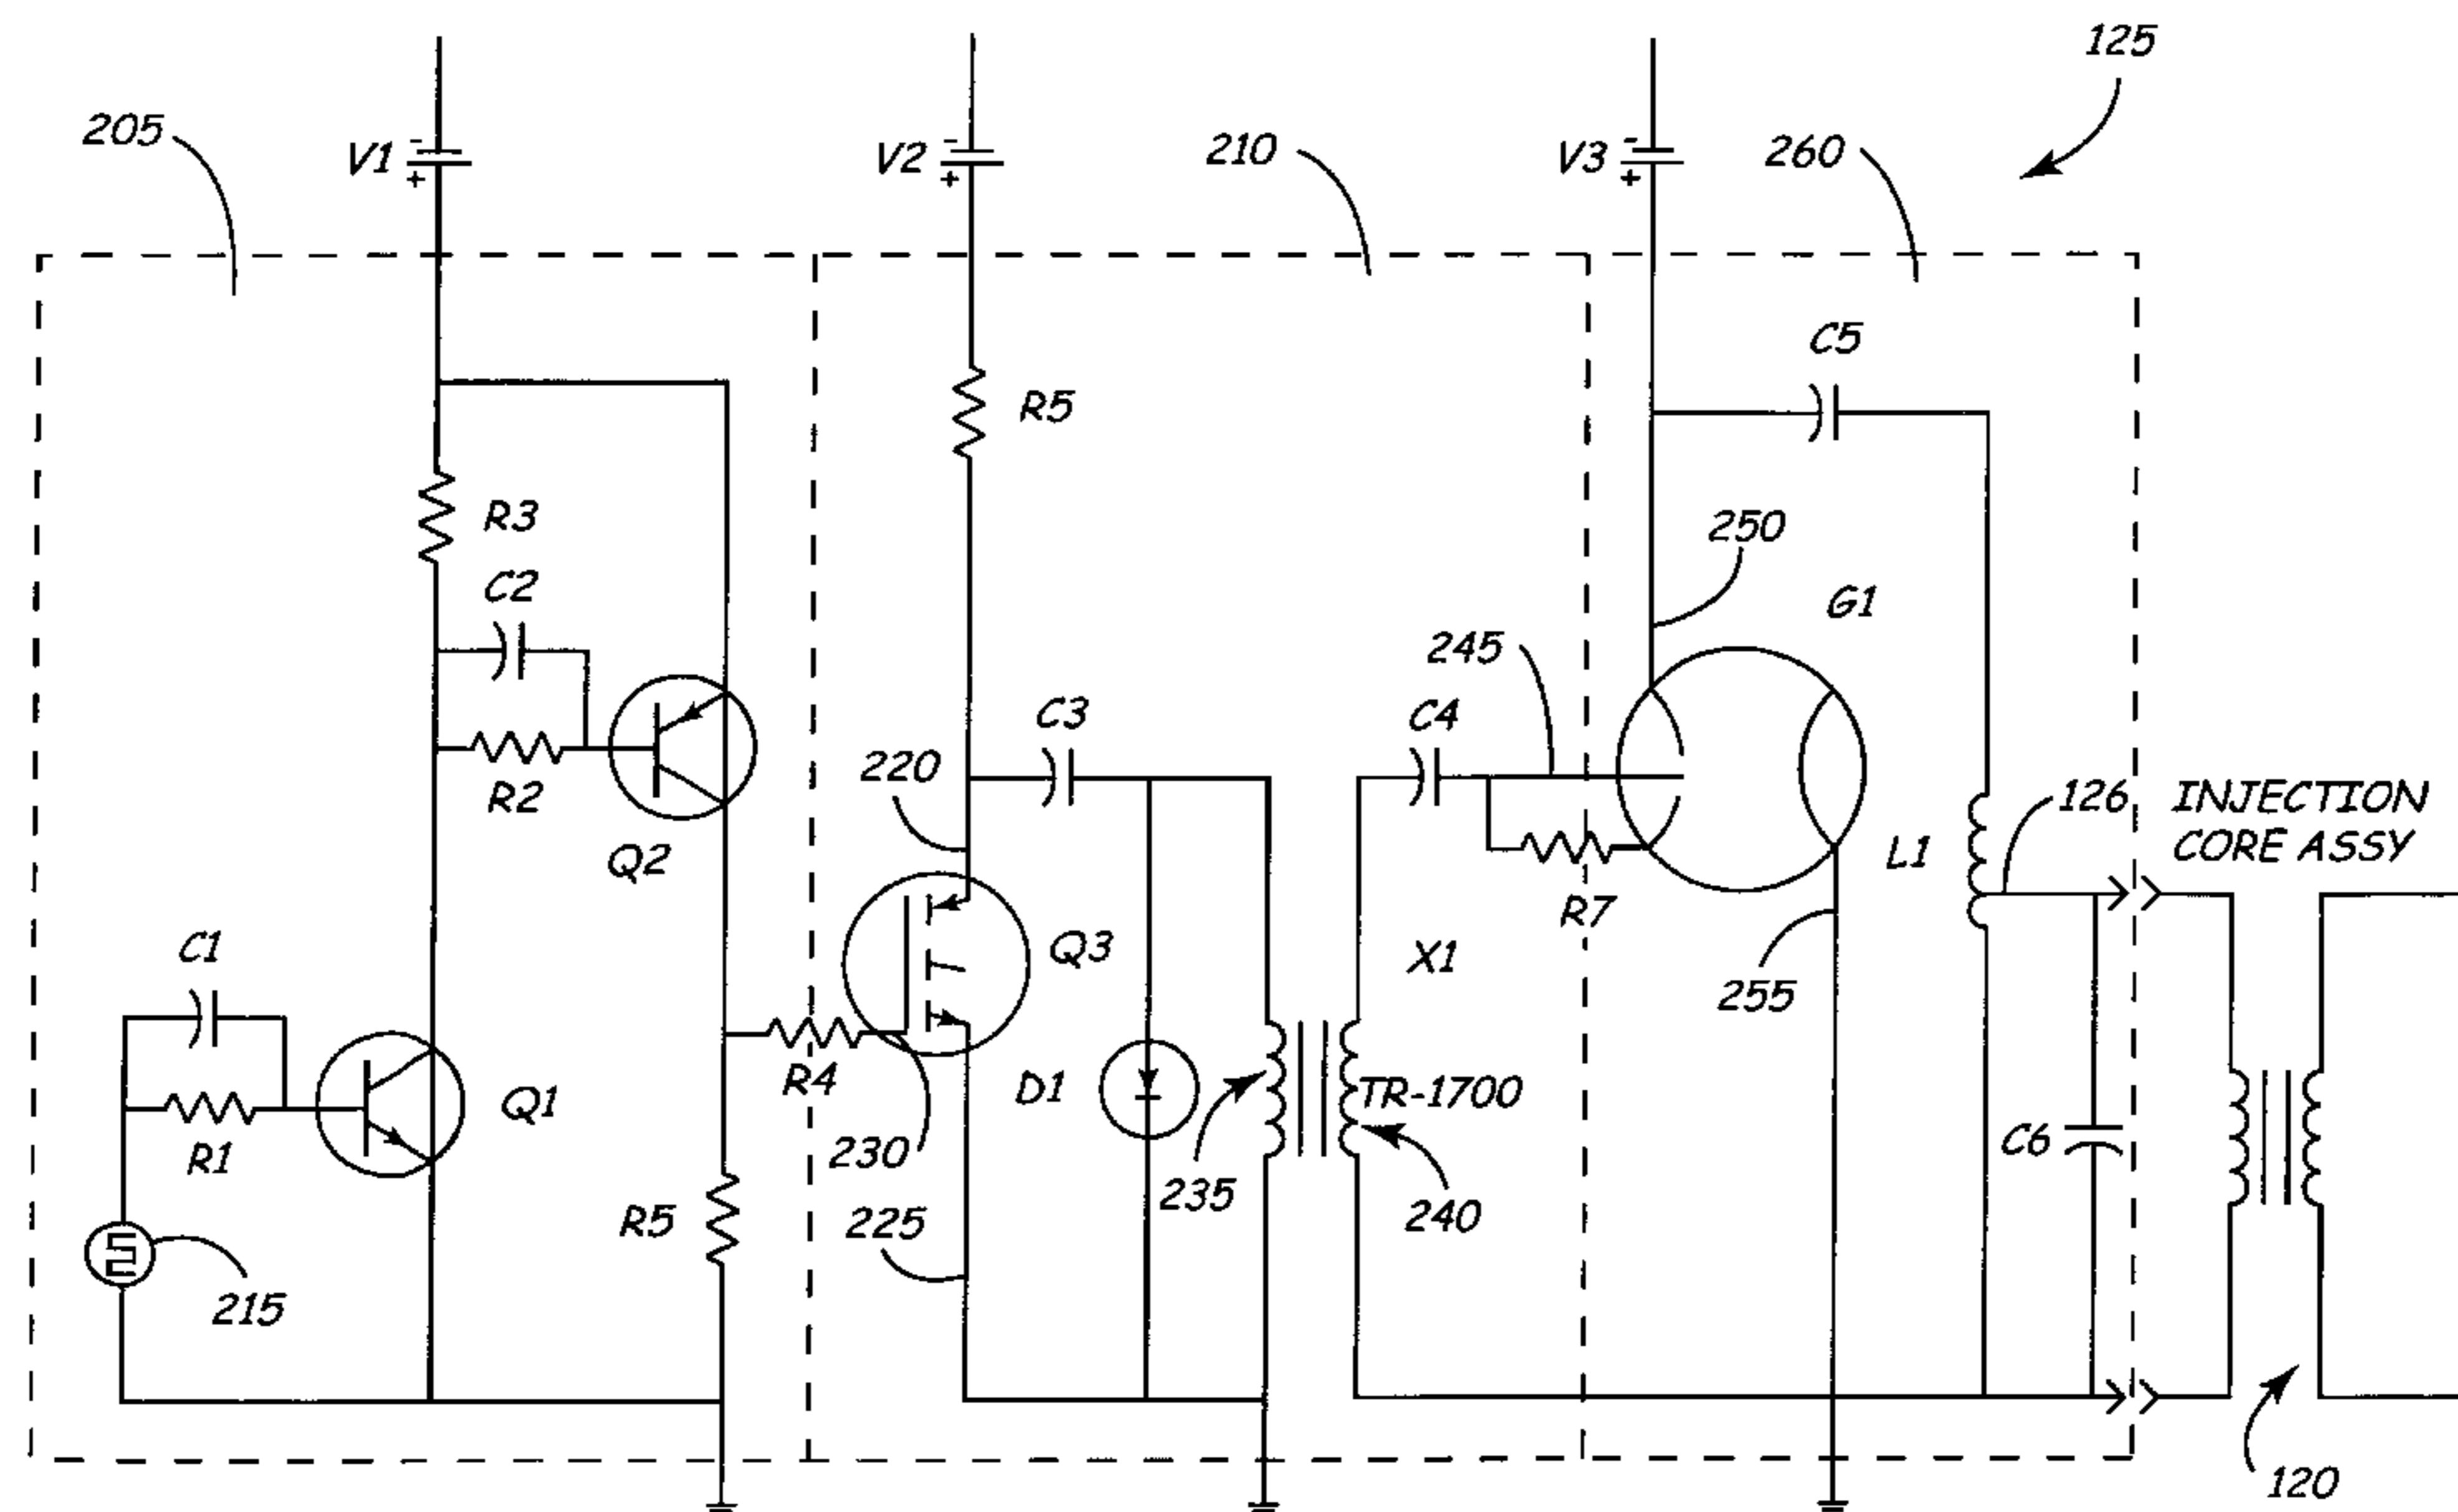 125
205
V1
-
+
V2
-
+
210
V3
-
+
260
C5
R5
R3
250
C2
G1
245
C3
C4
220
R2
126
INJECTION
CORE ASSY
L1
Q2
R7
C1
Q3
X1
255
R4
D1
TR-1700
Q1
R1
230
C6
235
240
R5
225
215
120